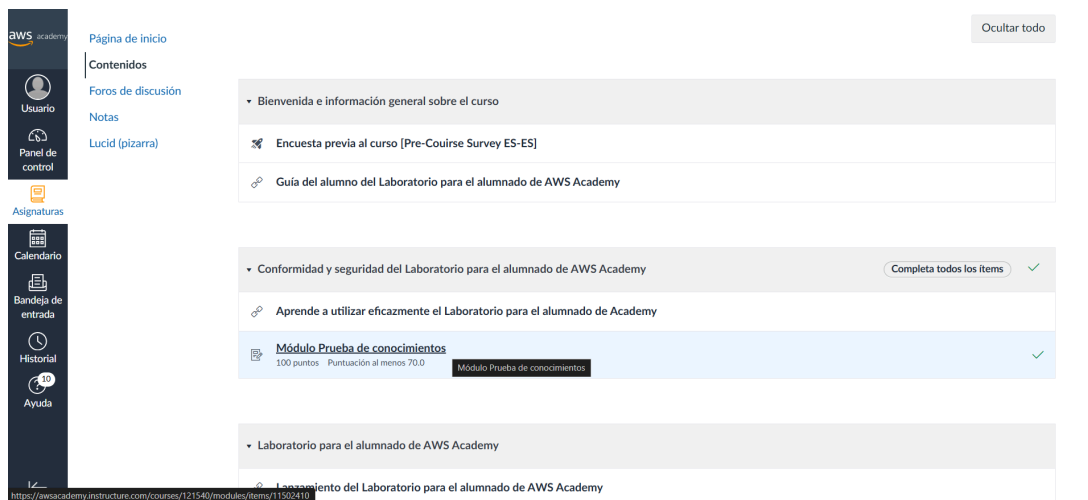 aws academy
Usuario
Panel de
control
Asignaturas
Calendario
Bandeja de
entrada
Historial
10
Ayuda
Página de inicio
Contenidos
Foros de discusión
Notas
Lucid (pizarra)
Ocultar todo
Bienvenida e información general sobre el curso
Encuesta previa al curso [Pre-Couirse Survey ES-ES]
Guía del alumno del Laboratorio para el alumnado de AWS Academy
Conformidad y seguridad del Laboratorio para el alumnado de AWS Academy
Completa todos los ítems
Aprende a utilizar eficazmente el Laboratorio para el alumnado de Academy
Módulo Prueba de conocimientos
100 puntos Puntuación al menos 70.0
Módulo Prueba de conocimientos
Laboratorio para el alumnado de AWS Academy
Lanzamiento del Laboratorio para el alumnado de AWS Academy
https://awsacademy.instructure.com/courses/121540/modules/items/11502410